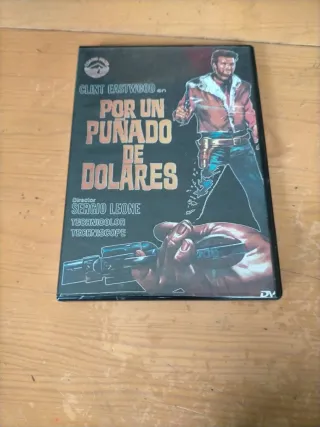 CLINT EASTWOOD en
POR UN
PUÑADO
DE
DOLARES
Director
SERGIO LEONE
TECHNICOLOR
TECHNISCOPE